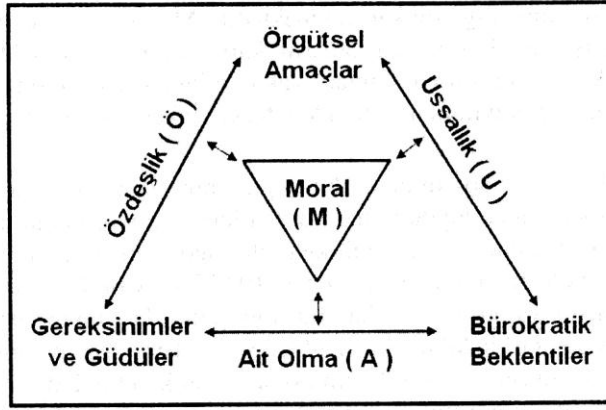 Örgütsel
Amaçlar
Özdeşlik ( Ö )
Ussallık ( U )
Moral
( M )
Gereksinimler
ve Güdüler
Ait Olma ( A )
Bürokratik
Beklentiler